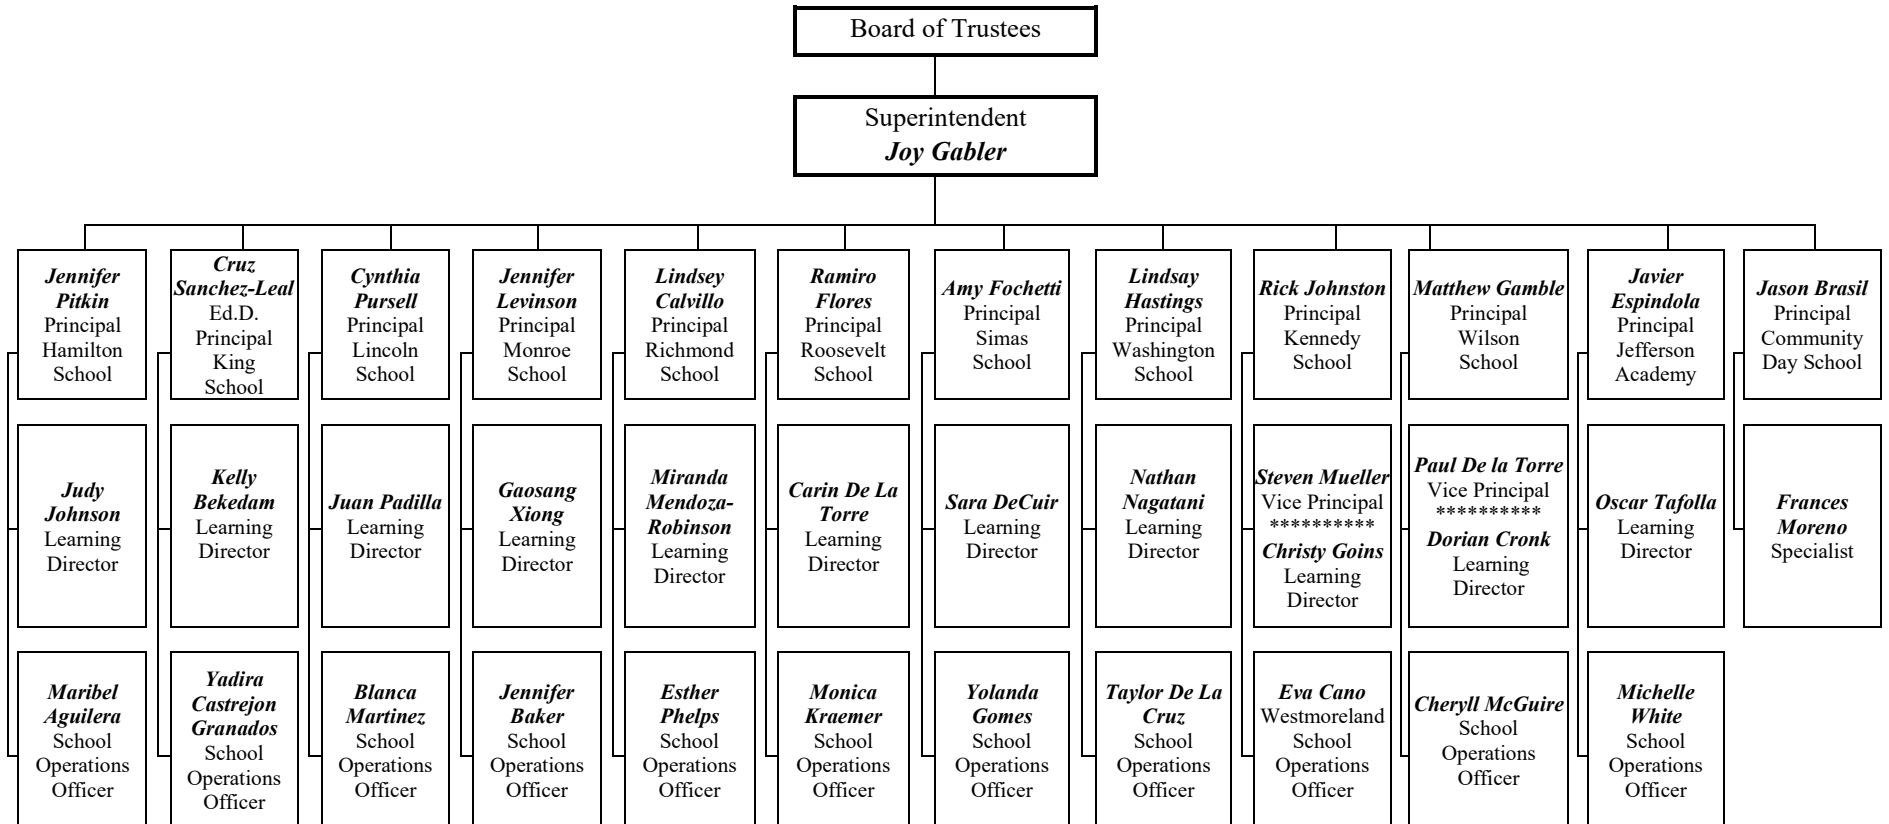 Board of Trustees
Superintendent
Joy Gabler
Jennifer
Pitkin
Principal
Hamilton
School
Cruz
Sanchez-Leal
Ed.D.
Principal
King
School
Cynthia
Pursell
Principal
Lincoln
School
Jennifer
Levinson
Principal
Monroe
School
Lindsey
Calvillo
Principal
Richmond
School
Ramiro
Flores
Principal
Roosevelt
School
Amy Fochetti
Principal
Simas
School
Lindsay
Hastings
Principal
Washington
School
Rick Johnston
Principal
Kennedy
School
Matthew Gamble
Principal
Wilson
School
Javier
Espindola
Principal
Jefferson
Academy
Jason Brasil
Principal
Community
Day School
Judy
Johnson
Learning
Director
Kelly
Bekedam
Learning
Director
Juan Padilla
Learning
Director
Gaosang
Xiong
Learning
Director
Miranda
Mendoza-
Robinson
Learning
Director
Carin De La
Torre
Learning
Director
Sara DeCuir
Learning
Director
Nathan
Nagatani
Learning
Director
Steven Mueller
Vice Principal
**********
Christy Goins
Learning
Director
Paul De la Torre
Vice Principal
**********
Dorian Cronk
Learning
Director
Oscar Tafolla
Learning
Director
Frances
Moreno
Specialist
Maribel
Aguilera
School
Operations
Officer
Yadira
Castrejon
Granados
School
Operations
Officer
Blanca
Martinez
School
Operations
Officer
Jennifer
Baker
School
Operations
Officer
Esther
Phelps
School
Operations
Officer
Monica
Kraemer
School
Operations
Officer
Yolanda
Gomes
School
Operations
Officer
Taylor De La
Cruz
School
Operations
Officer
Eva Cano
Westmoreland
School
Operations
Officer
Cheryll McGuire
School
Operations
Officer
Michelle
White
School
Operations
Officer